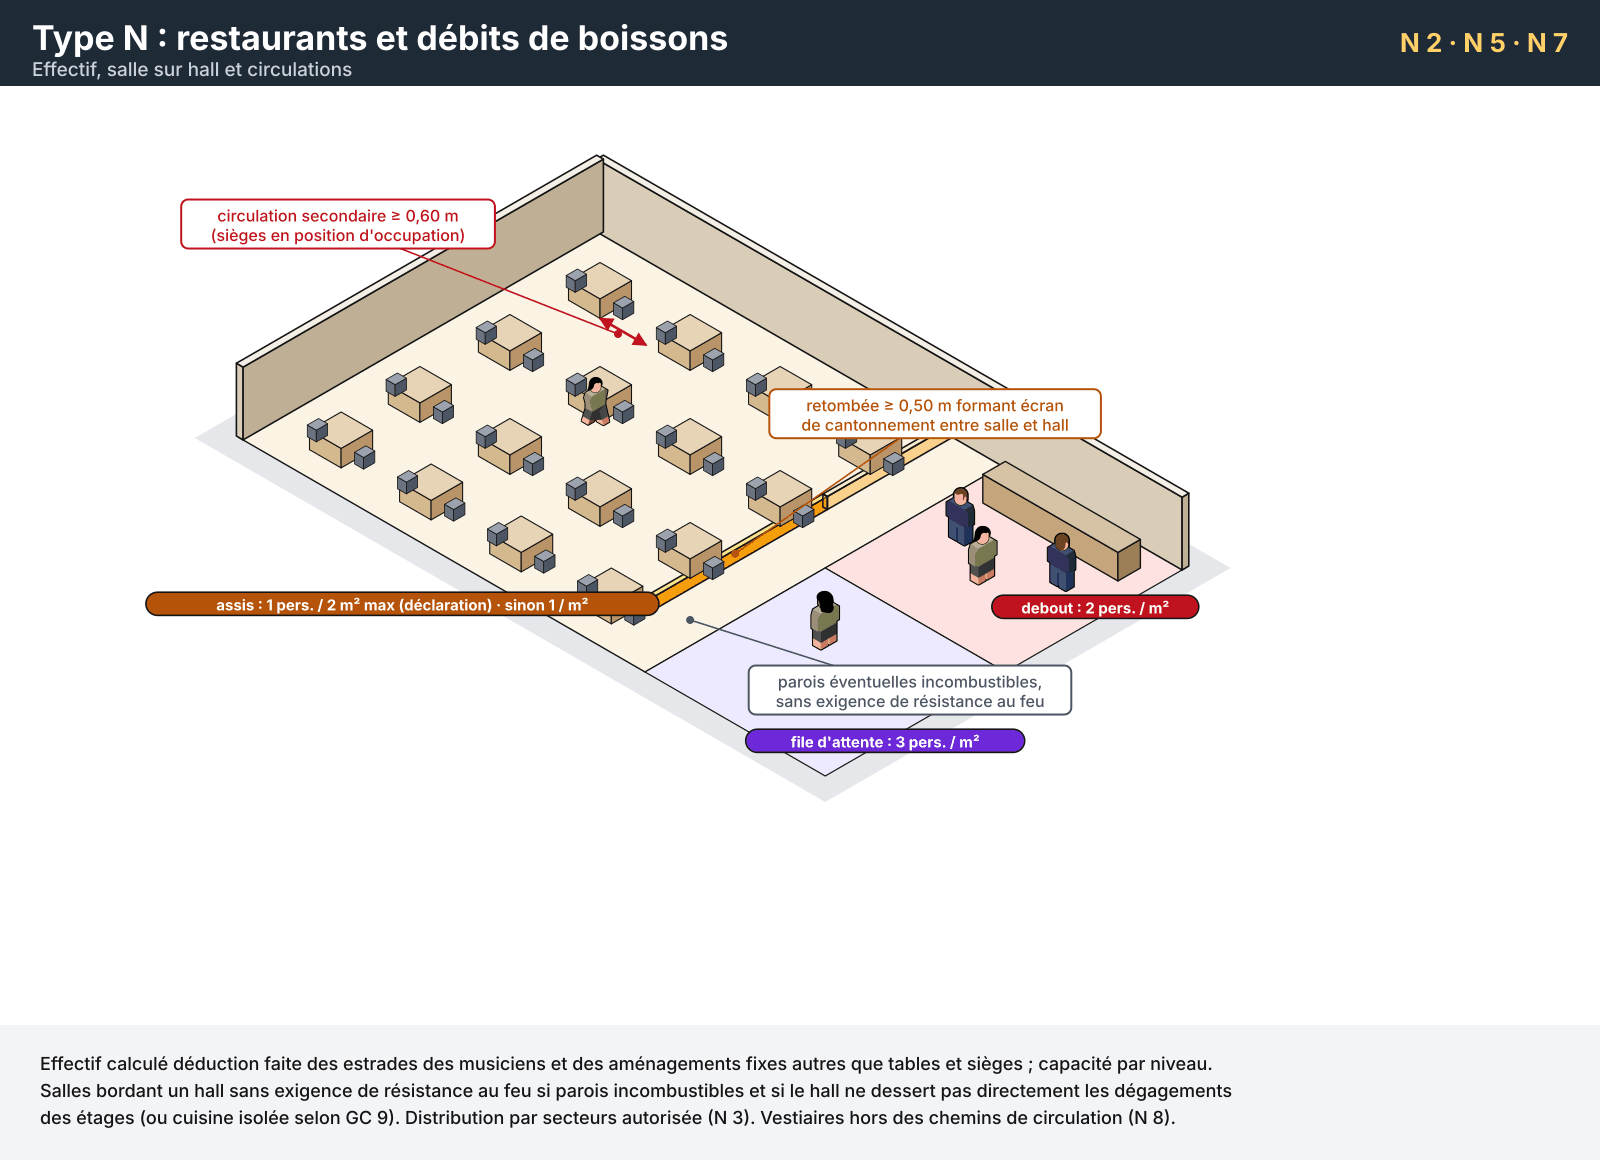 Type N : restaurants et débits de boissons
Effectif, salle sur hall et circulations
N 2 · N 5 · N 7
circulation secondaire ≥ 0,60 m
(sièges en position d'occupation)
retombée ≥ 0,50 m formant écran
de cantonnement entre salle et hall
assis : 1 pers. / 2 m² max (déclaration) · sinon 1 / m²
debout : 2 pers. / m²
parois éventuelles incombustibles,
sans exigence de résistance au feu
file d'attente : 3 pers. / m²
Effectif calculé déduction faite des estrades des musiciens et des aménagements fixes autres que tables et sièges ; capacité par niveau.
Salles bordant un hall sans exigence de résistance au feu si parois incombustibles et si le hall ne dessert pas directement les dégagements
des étages (ou cuisine isolée selon GC 9). Distribution par secteurs autorisée (N 3). Vestiaires hors des chemins de circulation (N 8).